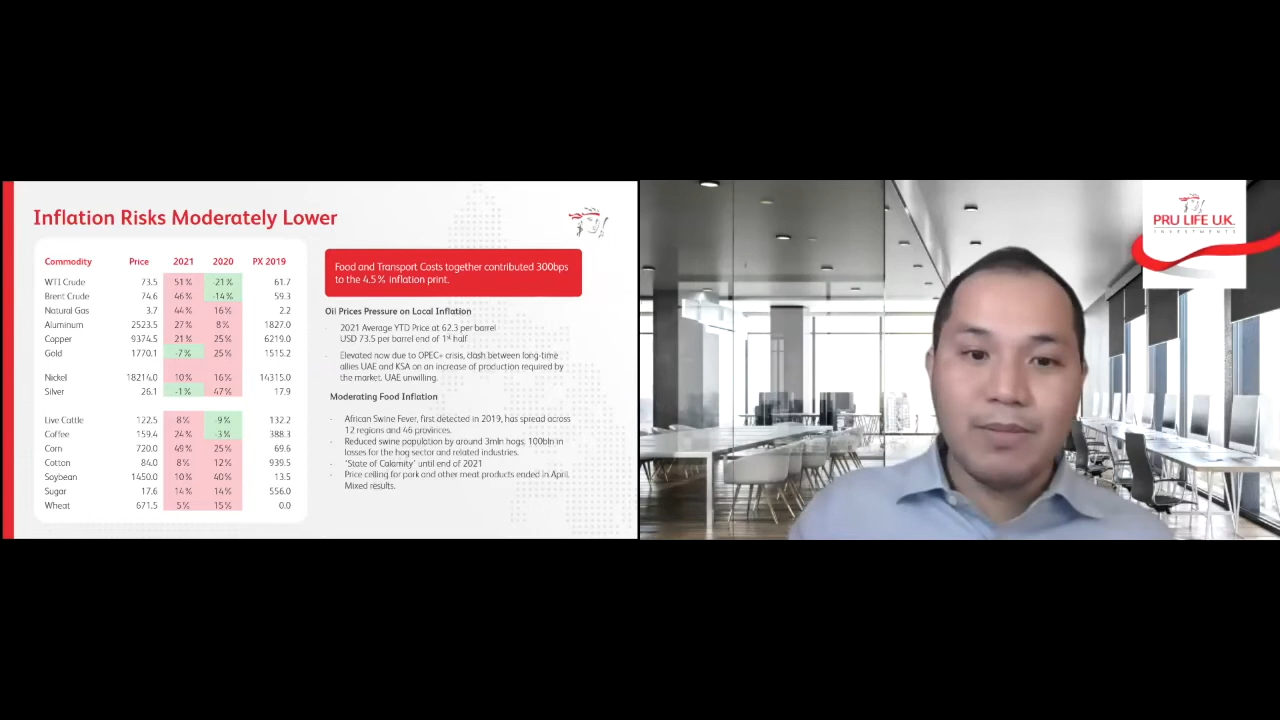 Inflation Risks Moderately Lower
Commodity Price 2021 2020 PX 2019
WTI Crude 73.5 51% -21% 61.7
Brent Crude 74.6 46% -14% 59.3
Natural Gas 3.7 44% 16% 2.2
Aluminum 2523.5 27% 8% 1827.0
Copper 9374.5 21% 25% 6219.0
Gold 1770.1 -7% 25% 1515.2
Nickel 18214.0 10% 16% 14315.0
Silver 26.1 -1% 47% 17.9
Live Cattle 122.5 8% -9% 132.2
Coffee 159.4 24% -3% 388.3
Corn 720.0 49% 25% 69.6
Cotton 84.0 8% 12% 939.5
Soybean 1450.0 10% 40% 13.5
Sugar 17.6 14% 14% 556.0
Wheat 671.5 5% 15% 0.0
Food and Transport Costs together contributed 300bps
to the 4.5% inflation print.
Oil Prices Pressure on Local Inflation
· 2021 Average YTD Price at 62.3 per barrel
USD 73.5 per barrel end of 1st half
· Elevated now due to OPEC+ crisis, clash between long-time
allies UAE and KSA on an increase of production required by
the market. UAE unwilling.
Moderating Food Inflation
· African Swine Fever, first detected in 2019, has spread across
12 regions and 46 provinces.
· Reduced swine population by around 3mln hogs, 100bln in
losses for the hog sector and related industries.
· 'State of Calamity' until end of 2021
· Price ceiling for pork and other meat products ended in April.
Mixed results.
PRU LIFE U.K.
INVESTMENTS